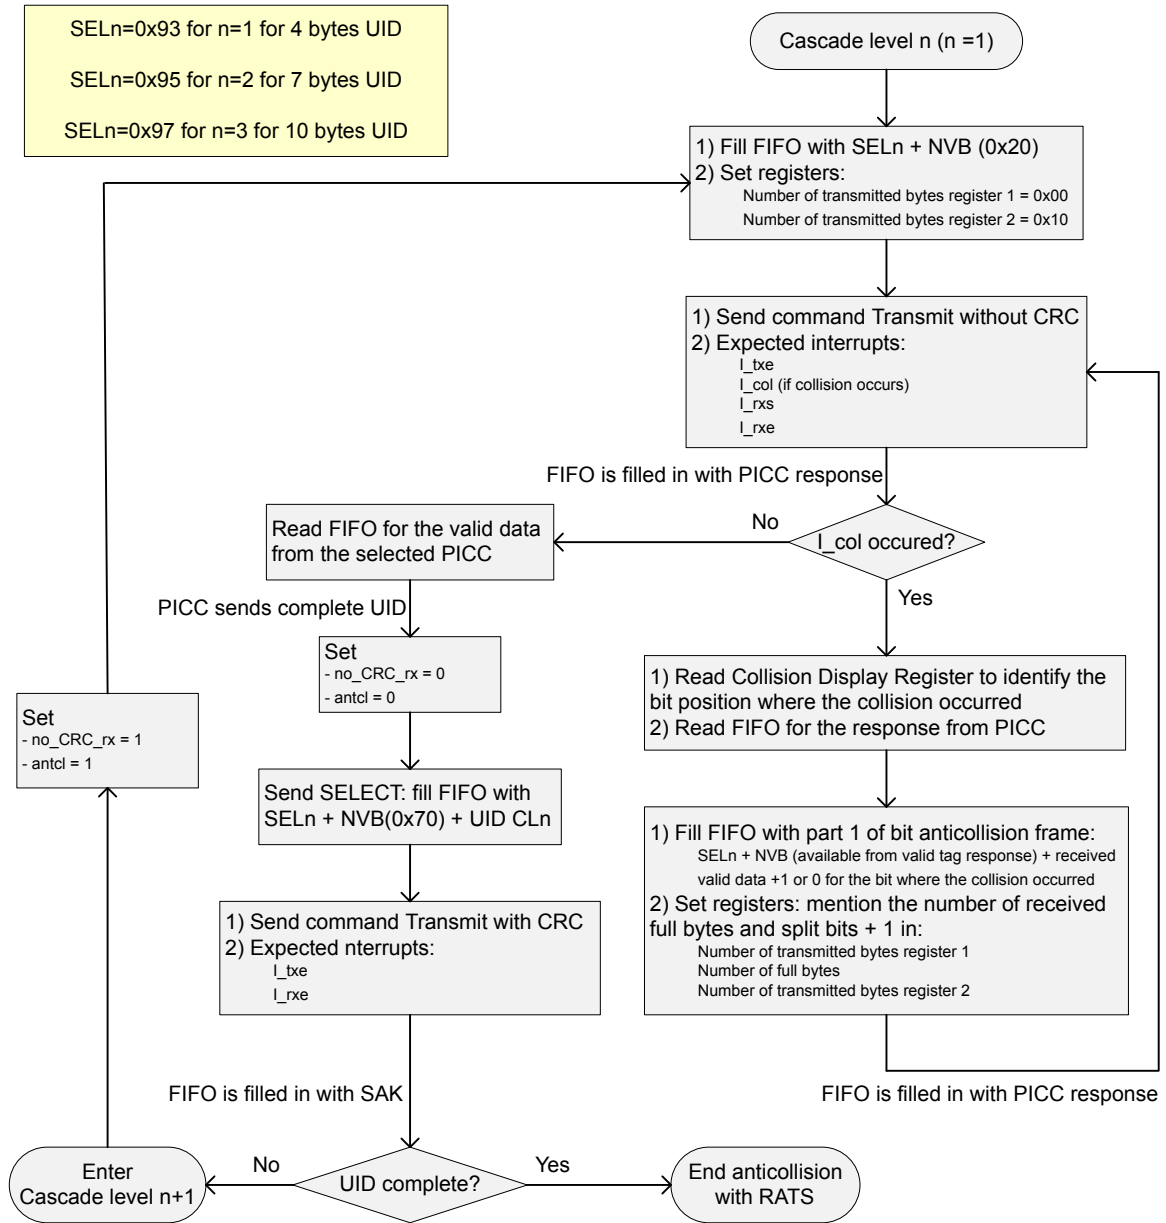 SELn=0x93 for n=1 for 4 bytes UID
SELn=0x95 for n=2 for 7 bytes UID
SELn=0x97 for n=3 for 10 bytes UID
Cascade level n (n =1)
1) Fill FIFO with SELn + NVB (0x20)
2) Set registers:
Number of transmitted bytes register 1 = 0x00
Number of transmitted bytes register 2 = 0x10
1) Send command Transmit without CRC
2) Expected interrupts:
I_txe
I_col (if collision occurs)
I_rxs
I_rxe
FIFO is filled in with PICC response
I_col occured?
No
Yes
Read FIFO for the valid data
from the selected PICC
PICC sends complete UID
Set
- no_CRC_rx = 0
- antcl = 0
1) Read Collision Display Register to identify the
bit position where the collision occurred
2) Read FIFO for the response from PICC
Set
- no_CRC_rx = 1
- antcl = 1
Send SELECT: fill FIFO with
SELn + NVB(0x70) + UID CLn
1) Fill FIFO with part 1 of bit anticollision frame:
SELn + NVB (available from valid tag response) + received
valid data +1 or 0 for the bit where the collision occurred
2) Set registers: mention the number of received
full bytes and split bits + 1 in:
Number of transmitted bytes register 1
Number of full bytes
Number of transmitted bytes register 2
1) Send command Transmit with CRC
2) Expected nterrupts:
I_txe
I_rxe
FIFO is filled in with SAK
FIFO is filled in with PICC response
UID complete?
No
Yes
Enter
Cascade level n+1
End anticollision
with RATS